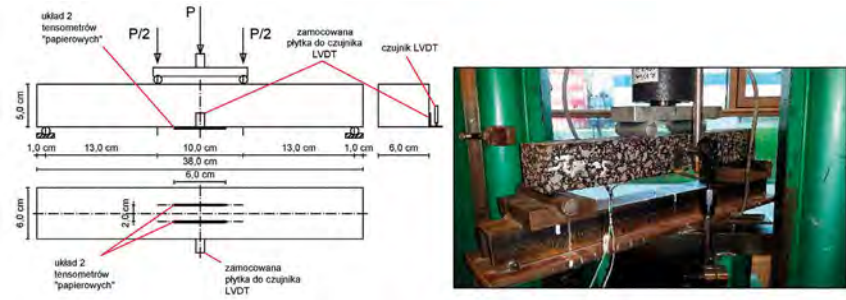 układ 2
tensometrów
"papierowych"
P
P/2
P/2
zamocowana
płytka do czujnika
LVDT
czujnik LVDT
5,0 cm
1,0 cm
13,0 cm
10,0 cm
13,0 cm
1,0 cm
6,0 cm
38,0 cm
6,0 cm
6,0 cm
2,0 cm
układ 2
tensometrów
"papierowych"
zamocowana
płytka do czujnika
LVDT